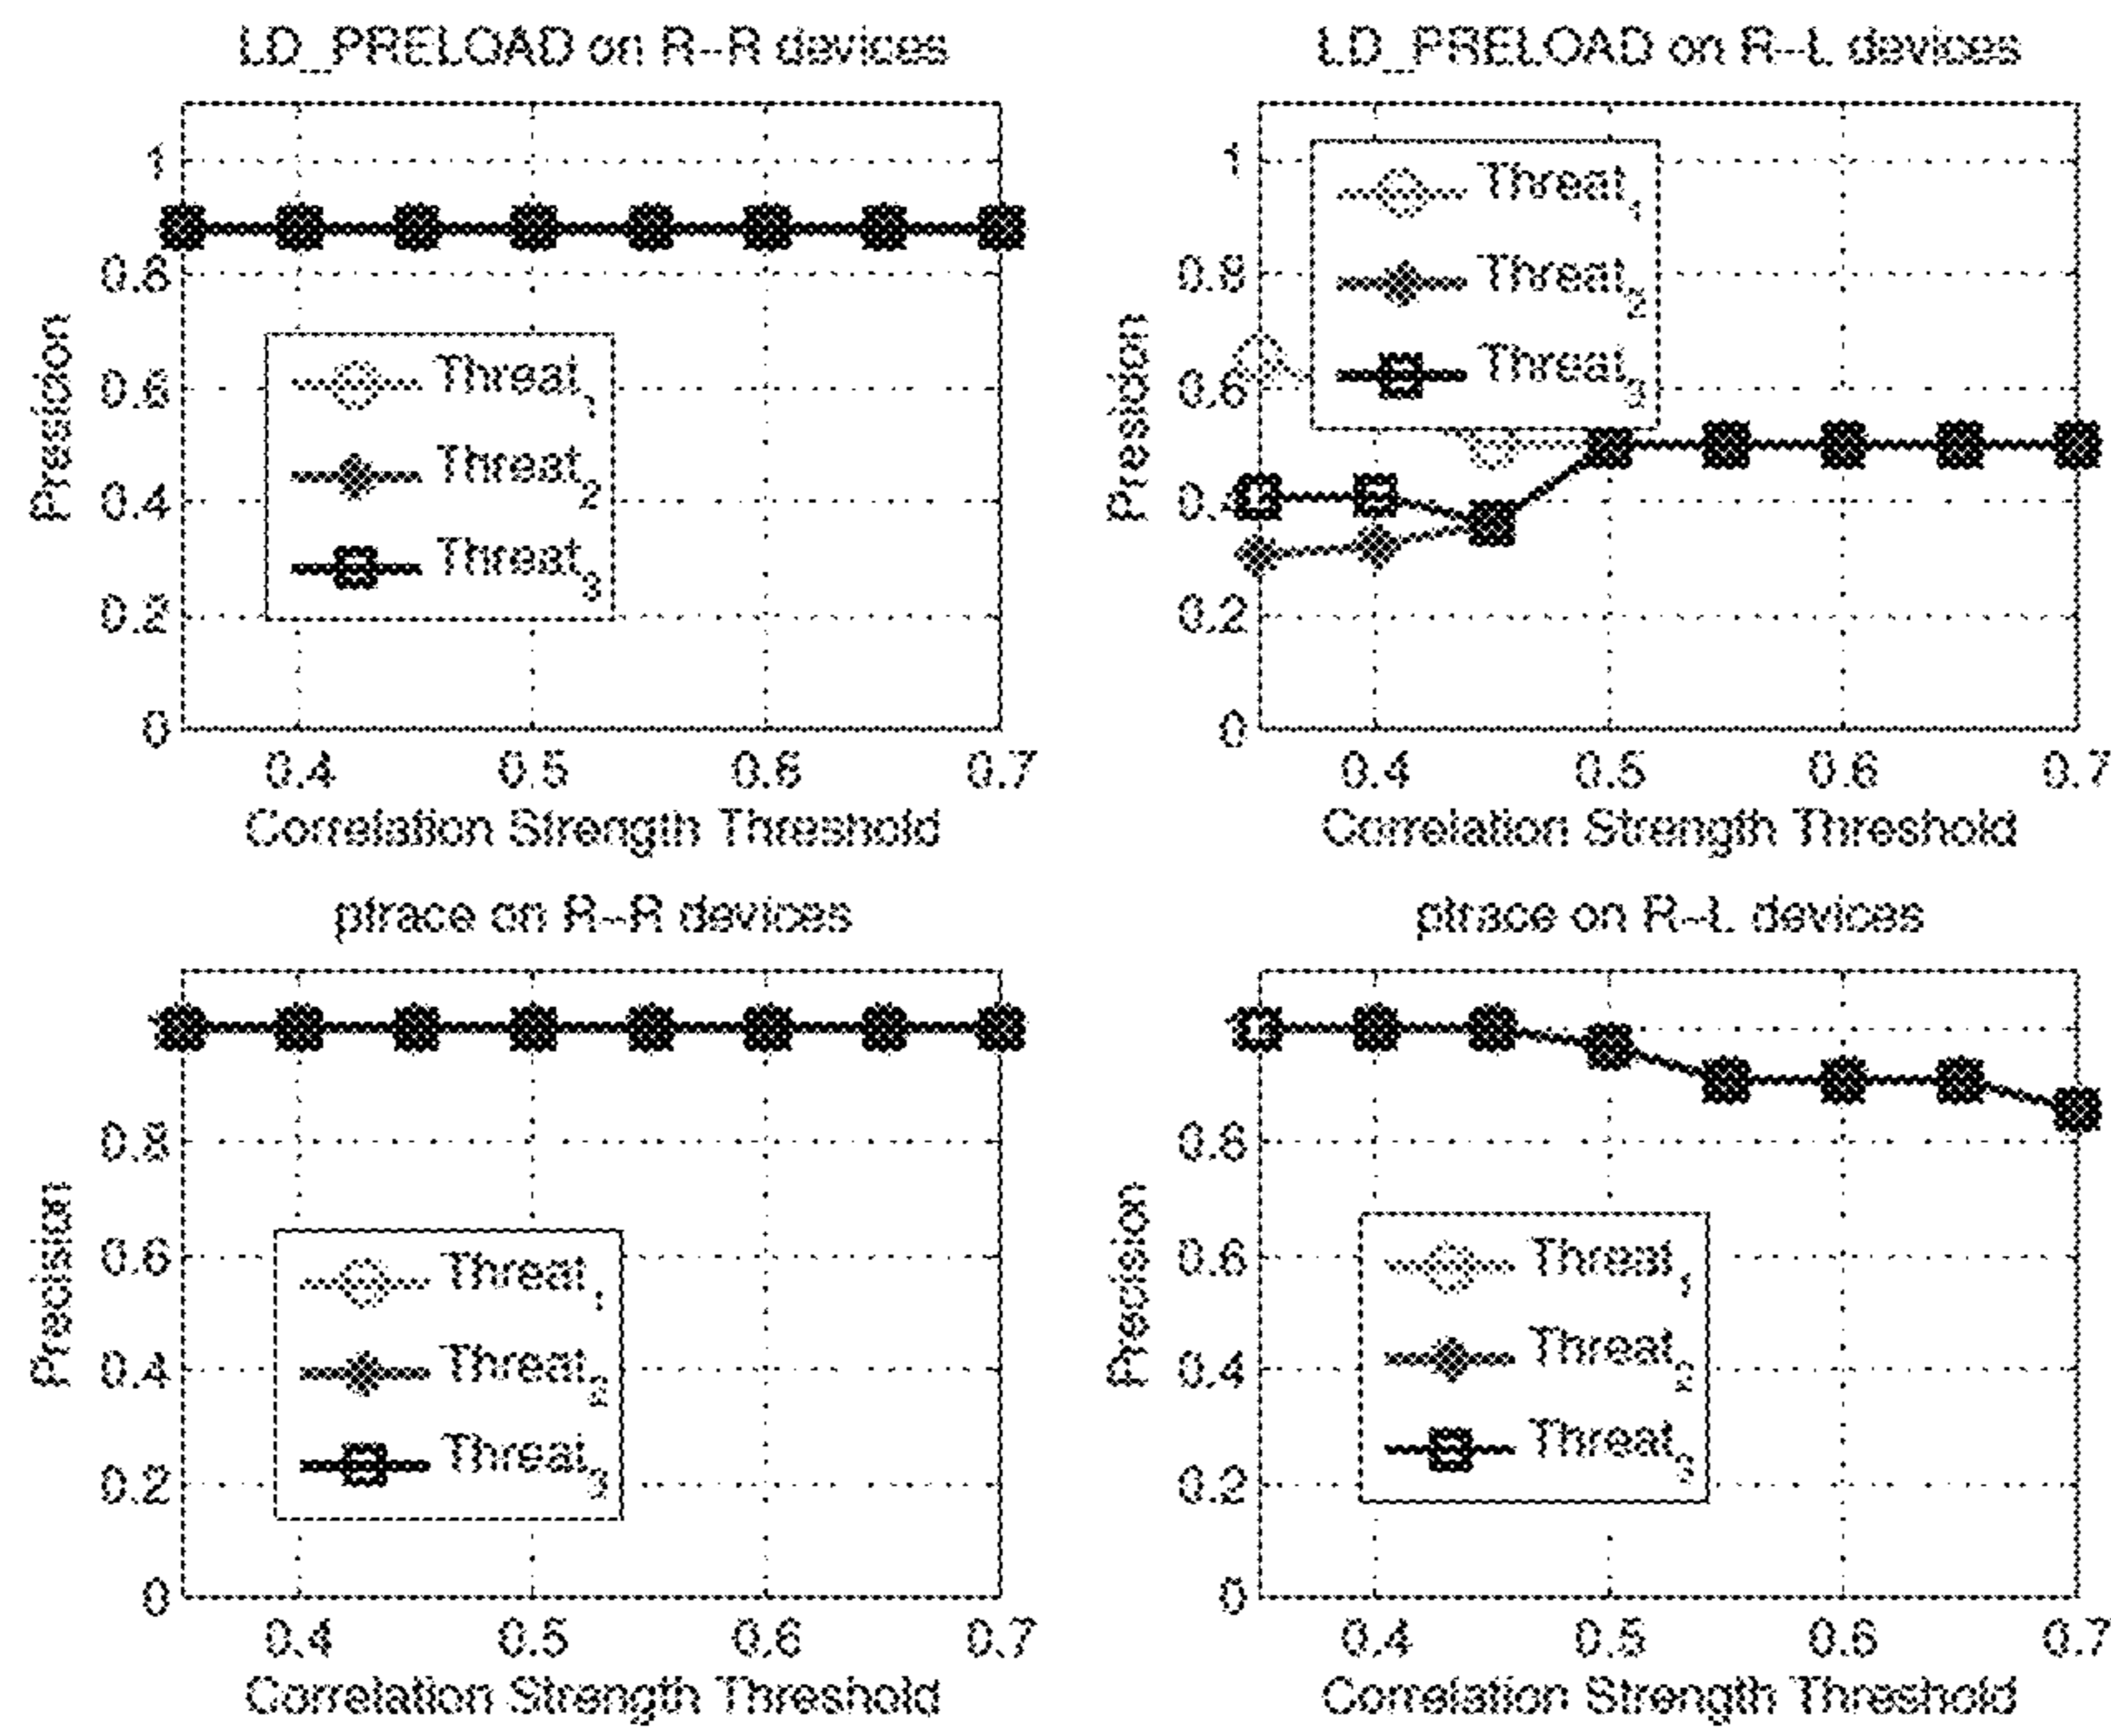 LD_PRELOAD on R-R devices
Precision
1
0.8
0.6
0.4
0.2
0
Threat1
Threat2
Threat3
0.4 0.5 0.6 0.7
Correlation Strength Threshold
LD_PRELOAD on R-L devices
Precision
1
0.8
0.6
0.4
0.2
0
Threat1
Threat2
Threat3
0.4 0.5 0.6 0.7
Correlation Strength Threshold
ptrace on R-R devices
Precision
0.8
0.6
0.4
0.2
0
Threat1
Threat2
Threat3
0.4 0.5 0.6 0.7
Correlation Strength Threshold
ptrace on R-L devices
Precision
1
0.8
0.6
0.4
0.2
0
Threat1
Threat2
Threat3
0.4 0.5 0.6 0.7
Correlation Strength Threshold